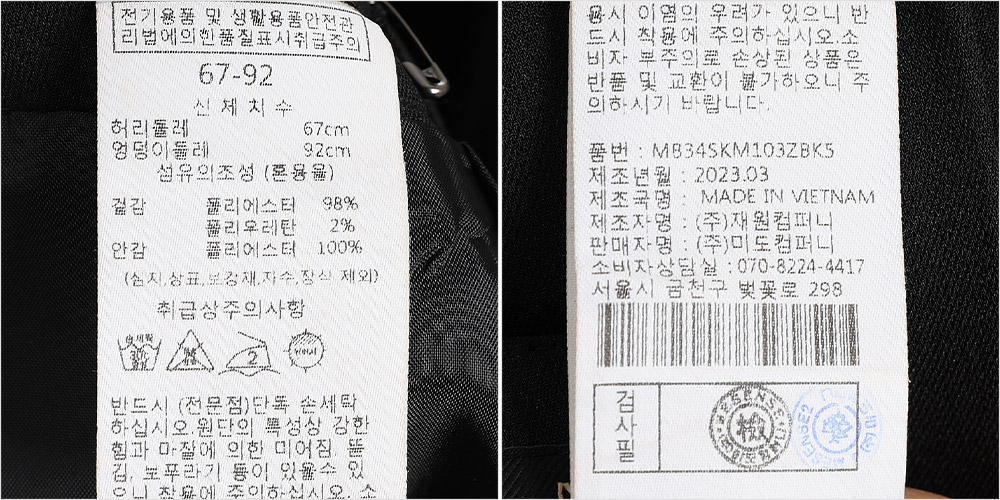 전기용품 및 생활용품안전관
리법에의한품질표시취급주의
67-92
신체치수
허리둘레 67cm
엉덩이둘레 92cm
섬유의조성 (혼용율)
겉감 폴리에스터 98%
폴리우레탄 2%
안감 폴리에스터 100%
(심지,상표,보강재,자수,장식 제외)
취급상주의사항
손세탁
30
2
반드시 (전문점)단독 손세탁
하십시오.원단의 특성상 강한
힘과 마찰에 의한 미어짐, 뜯
김, 보푸라기 등이 있을수 있
으니 착용에 주의하십시오. 소
용시 이염의 우려가 있으니 반
드시 착용에 주의하십시오.소
비자 부주의로 손상된 상품은
반품 및 교환이 불가하오니 주
의하시기 바랍니다.
품번 : MB34SKM103ZBK5
제조년월 : 2023.03
제조국명 : MADE IN VIETNAM
제조자명 : (주)재원컴퍼니
판매자명 : (주)미도컴퍼니
소비자상담실 : 070-8224-4417
서울시 금천구 벚꽃로 298
검사필
檢